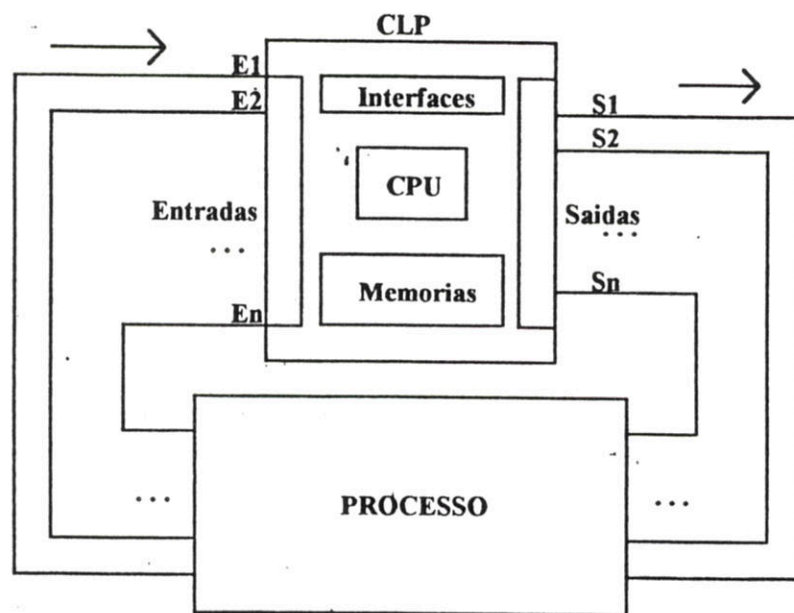 CLP
E1
E2
Interfaces
S1
S2
CPU
Entradas
...
Saidas
...
Memorias
En
Sn
...
PROCESSO
...